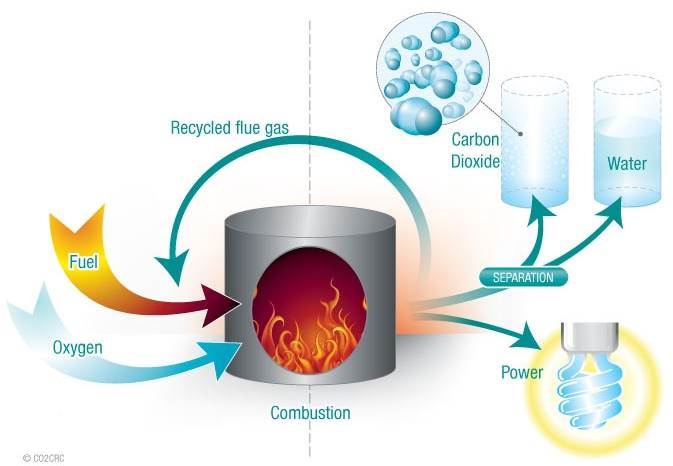 Recycled flue gas
Carbon
Dioxide
Water
Fuel
SEPARATION
Oxygen
Power
Combustion
© CO2CRC